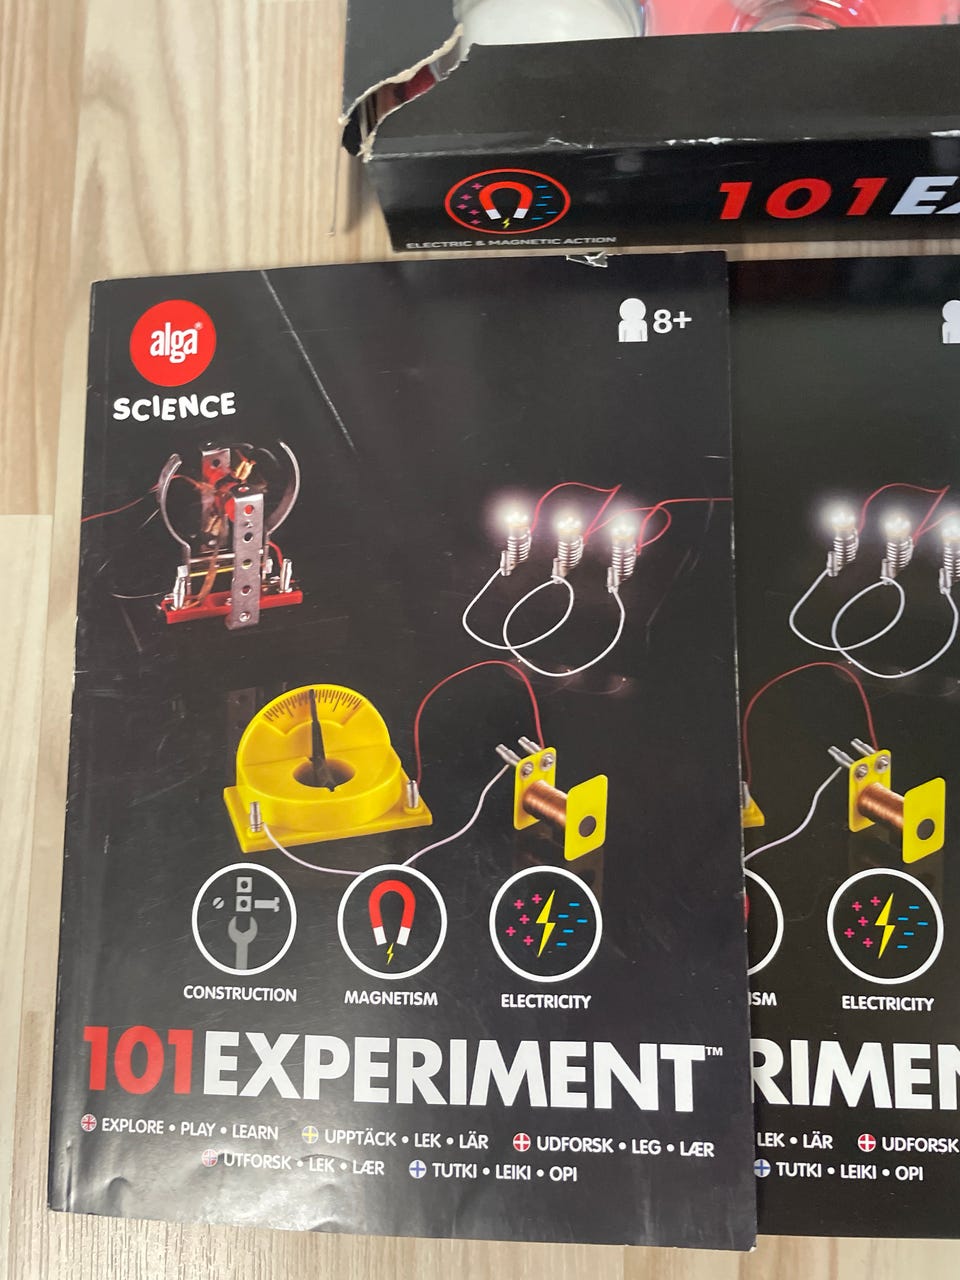 101EX
ELECTRIC & MAGNETIC ACTION
alga®
SCIENCE
8+
CONSTRUCTION
MAGNETISM
ELECTRICITY
101EXPERIMENT™
EXPLORE • PLAY • LEARN UPPTÄCK • LEK • LÄR UDFORSK • LEG • LÆR
UTFORSK • LEK • LÆR TUTKI • LEIKI • OPI
ISM
ELECTRICITY
RIMEN
LEK • LÄR UDFORSK
TUTKI • LEIKI • OPI